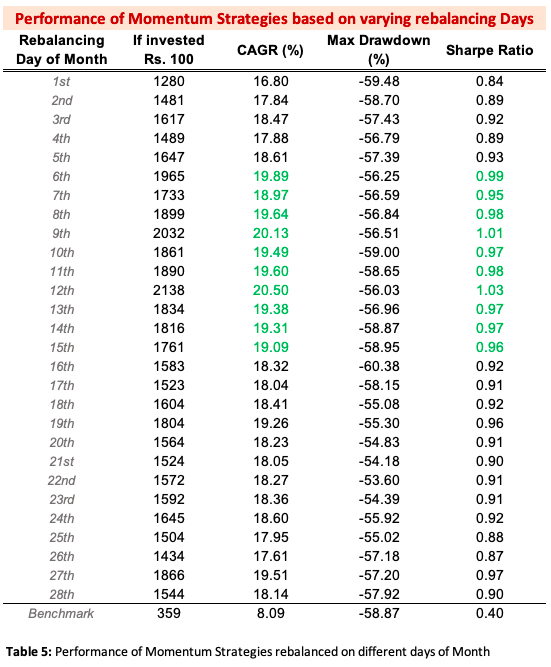 Performance of Momentum Strategies based on varying rebalancing Days
Rebalancing Day of Month If invested Rs. 100 CAGR (%) Max Drawdown (%) Sharpe Ratio
1st 1280 16.80 -59.48 0.84
2nd 1481 17.84 -58.70 0.89
3rd 1617 18.47 -57.43 0.92
4th 1489 17.88 -56.79 0.89
5th 1647 18.61 -57.39 0.93
6th 1965 19.89 -56.25 0.99
7th 1733 18.97 -56.59 0.95
8th 1899 19.64 -56.84 0.98
9th 2032 20.13 -56.51 1.01
10th 1861 19.49 -59.00 0.97
11th 1890 19.60 -58.65 0.98
12th 2138 20.50 -56.03 1.03
13th 1834 19.38 -56.96 0.97
14th 1816 19.31 -58.87 0.97
15th 1761 19.09 -58.95 0.96
16th 1583 18.32 -60.38 0.92
17th 1523 18.04 -58.15 0.91
18th 1604 18.41 -55.08 0.92
19th 1804 19.26 -55.30 0.96
20th 1564 18.23 -54.83 0.91
21st 1524 18.05 -54.18 0.90
22nd 1572 18.27 -53.60 0.91
23rd 1592 18.36 -54.39 0.91
24th 1645 18.60 -55.92 0.92
25th 1504 17.95 -55.02 0.88
26th 1434 17.61 -57.18 0.87
27th 1866 19.51 -57.20 0.97
28th 1544 18.14 -57.92 0.90
Benchmark 359 8.09 -58.87 0.40
Table 5: Performance of Momentum Strategies rebalanced on different days of Month